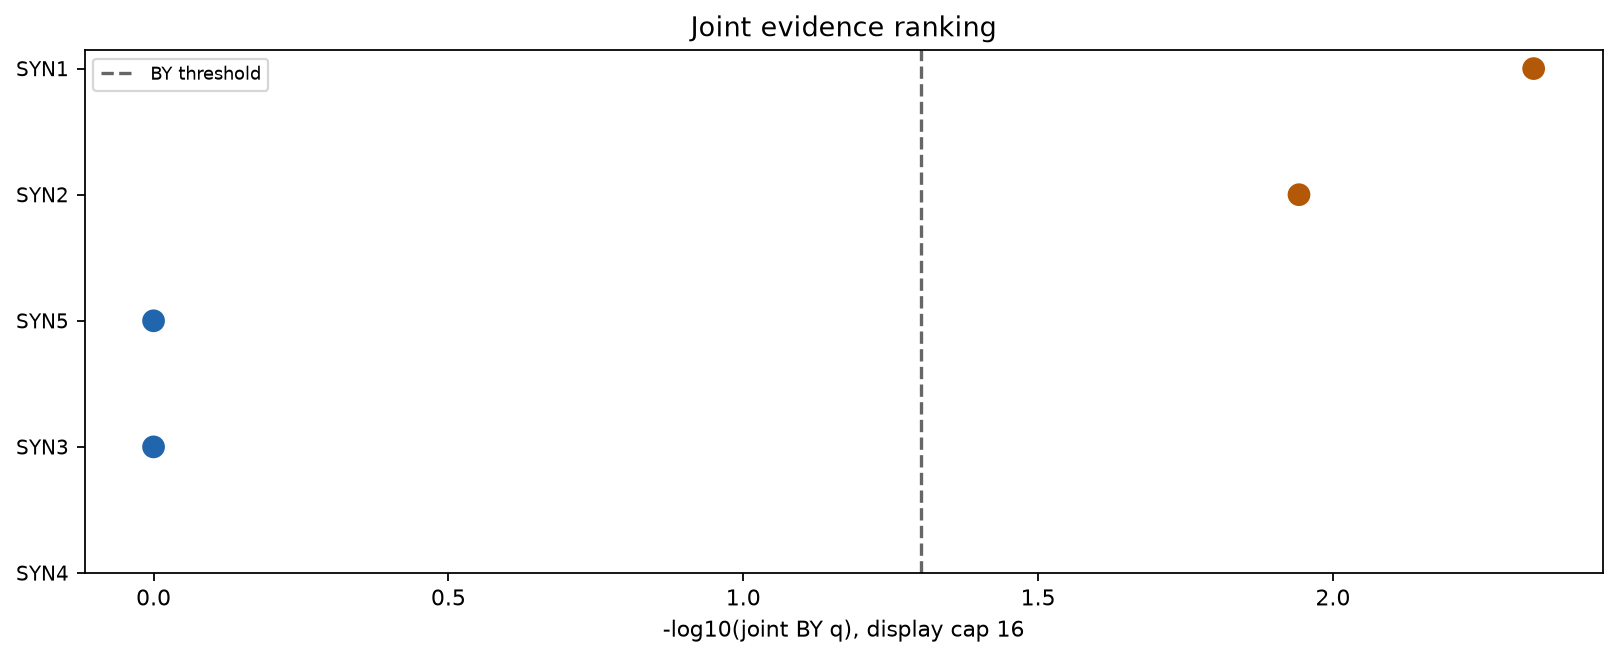 Joint evidence ranking
BY threshold
SYN1
SYN2
SYN5
SYN3
SYN4
0.0 0.5 1.0 1.5 2.0
-log10(joint BY q), display cap 16